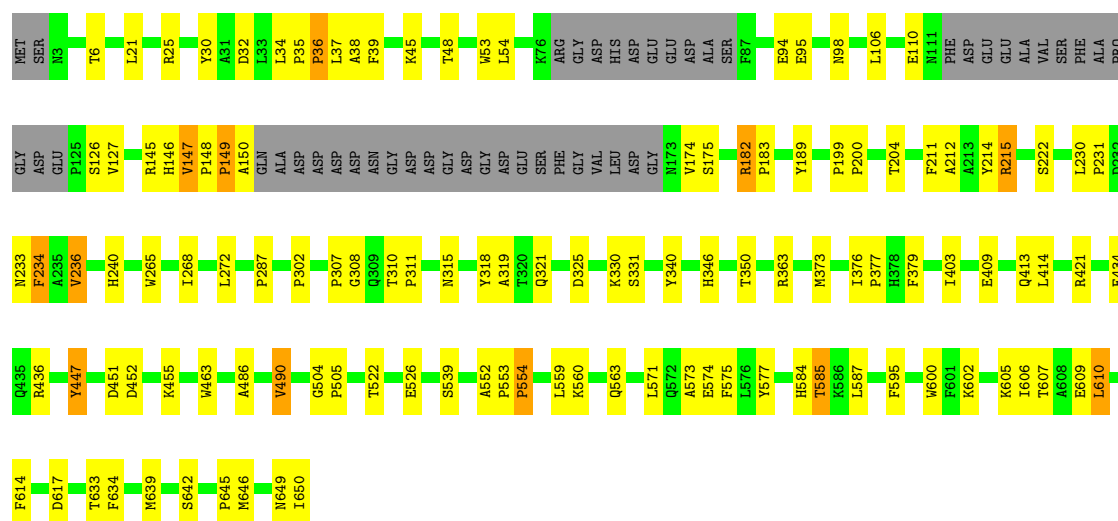 MET SER N3 T6 L21 R25 Y30 A31 D32 L33 L34 P35 P36 L37 A38 F39 K45 T48 W53 L54 K76 ARG GLY ASP HIS ASP GLU GLU ASP ALA SER F87 E94 E95 N98 L106 E110 N111 PHE ASP GLU GLU ALA VAL SER PHE ALA PRO
GLY ASP GLU P125 S126 V127 R145 H146 V147 P148 P149 A150 GLN ALA ASP ASP ASP ASP ASP ASN GLY ASP ASP GLY ASP GLY ASP GLU SER PHE GLY VAL LEU ASP GLY N173 V174 S175 R182 P183 Y189 P199 P200 T204 F211 A212 A213 Y214 R215 S222 L230 P231 D232
N233 F234 A235 V236 H240 W265 I268 L272 P287 P302 P307 G308 Q309 T310 P311 N315 Y318 A319 T320 Q321 D325 K330 S331 Y340 H346 T350 R363 M373 I376 P377 H378 F379 I403 E409 Q413 L414 R421 E434
Q435 R436 Y447 D451 D452 K455 W463 A486 V490 G504 P505 T522 E526 S539 A552 P553 P554 L559 K560 Q563 L571 Q572 A573 E574 F575 L576 Y577 H584 T585 K586 L587 F595 W600 F601 K602 K605 I606 T607 A608 E609 L610
F614 D617 T633 F634 M639 S642 P645 M646 N649 I650